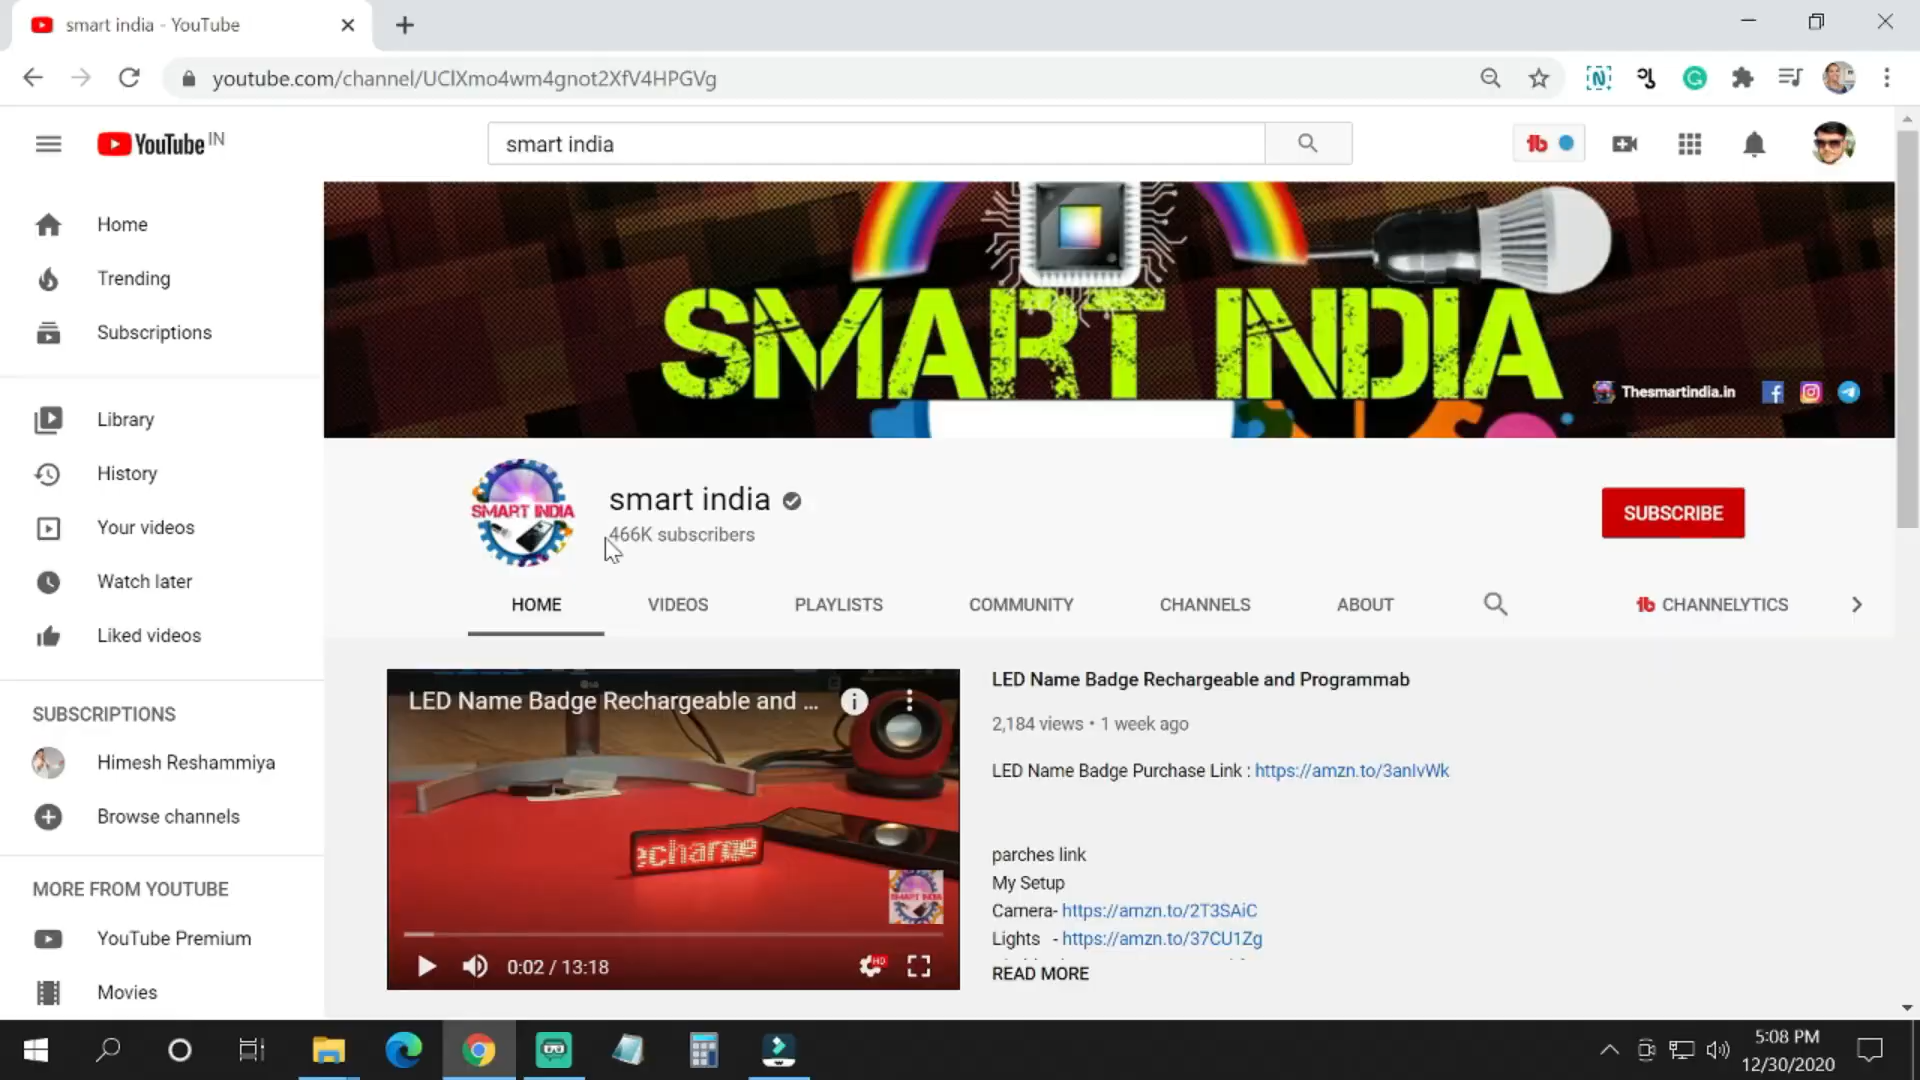 smart india - YouTube
youtube.com/channel/UClXmo4wm4gnot2XfV4HPGVg
YouTube IN
smart india
Home
Trending
Subscriptions
Library
History
Your videos
Watch later
Liked videos
SUBSCRIPTIONS
Himesh Reshammiya
Browse channels
MORE FROM YOUTUBE
YouTube Premium
Movies
SMART INDIA
Thesmartindia.in
SMART INDIA
smart india
466K subscribers
SUBSCRIBE
HOME
VIDEOS
PLAYLISTS
COMMUNITY
CHANNELS
ABOUT
CHANNELYTICS
LED Name Badge Rechargeable and ...
echarge
SMART INDIA
0:02 / 13:18
HD
LED Name Badge Rechargeable and Programmab
2,184 views • 1 week ago
LED Name Badge Purchase Link : https://amzn.to/3anlvWk
parches link
My Setup
Camera- https://amzn.to/2T3SAiC
Lights - https://amzn.to/37CU1Zg
READ MORE
5:08 PM
12/30/2020